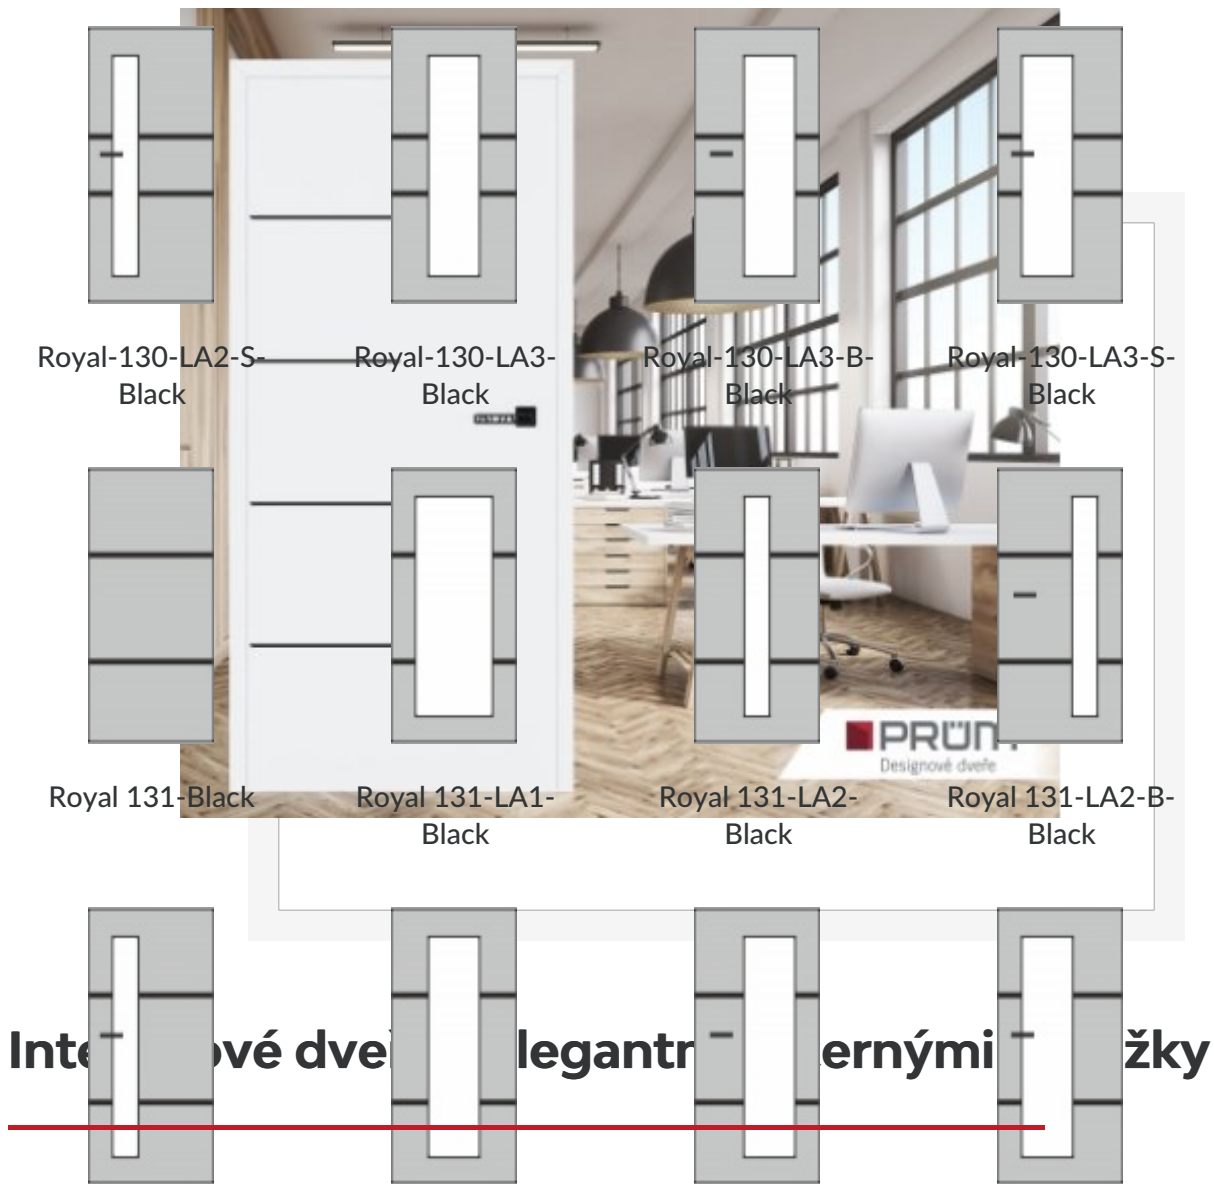 Royal-130-LA2-S-
Black
Royal-130-LA3-
Black
Royal-130-LA3-B-
Black
Royal-130-LA3-S-
Black
PRÜM
Designové dveře
Royal 131-Black
Royal 131-LA1-
Black
Royal 131-LA2-
Black
Royal 131-LA2-B-
Black